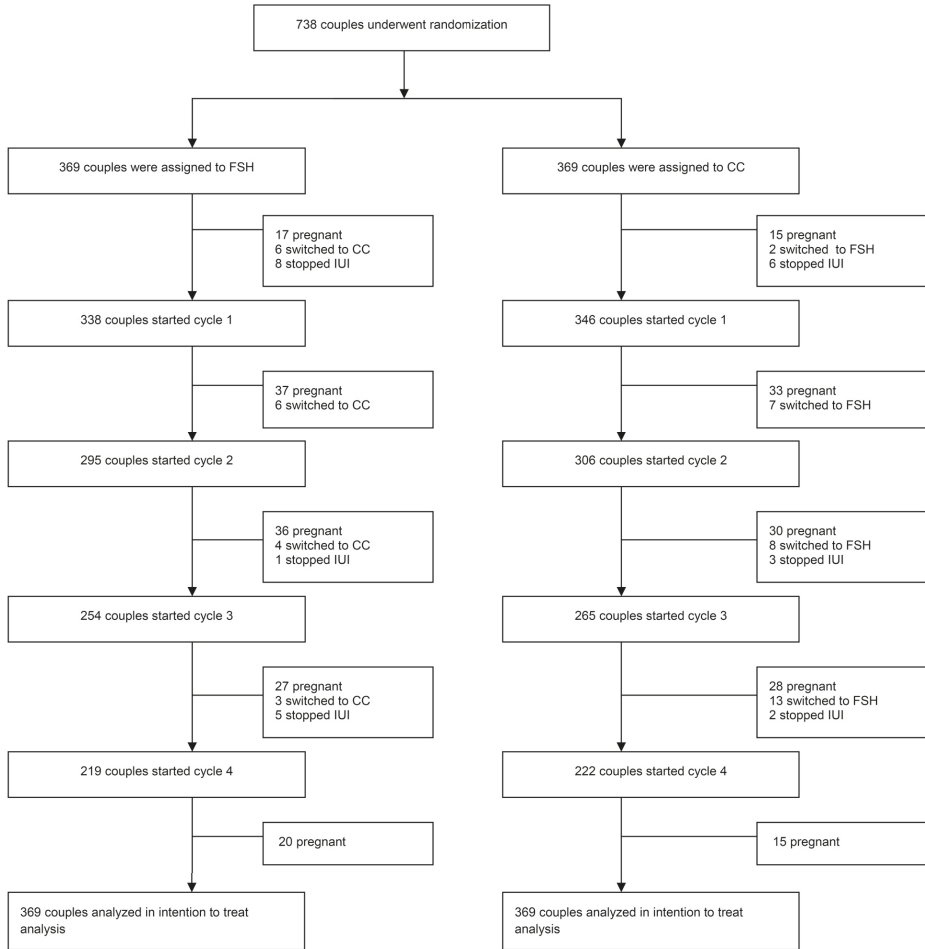 738 couples underwent randomization
369 couples were assigned to FSH
369 couples were assigned to CC
17 pregnant
6 switched to CC
8 stopped IUI
15 pregnant
2 switched to FSH
6 stopped IUI
338 couples started cycle 1
346 couples started cycle 1
37 pregnant
6 switched to CC
33 pregnant
7 switched to FSH
295 couples started cycle 2
306 couples started cycle 2
36 pregnant
4 switched to CC
1 stopped IUI
30 pregnant
8 switched to FSH
3 stopped IUI
254 couples started cycle 3
265 couples started cycle 3
27 pregnant
3 switched to CC
5 stopped IUI
28 pregnant
13 switched to FSH
2 stopped IUI
219 couples started cycle 4
222 couples started cycle 4
20 pregnant
15 pregnant
369 couples analyzed in intention to treat
analysis
369 couples analyzed in intention to treat
analysis